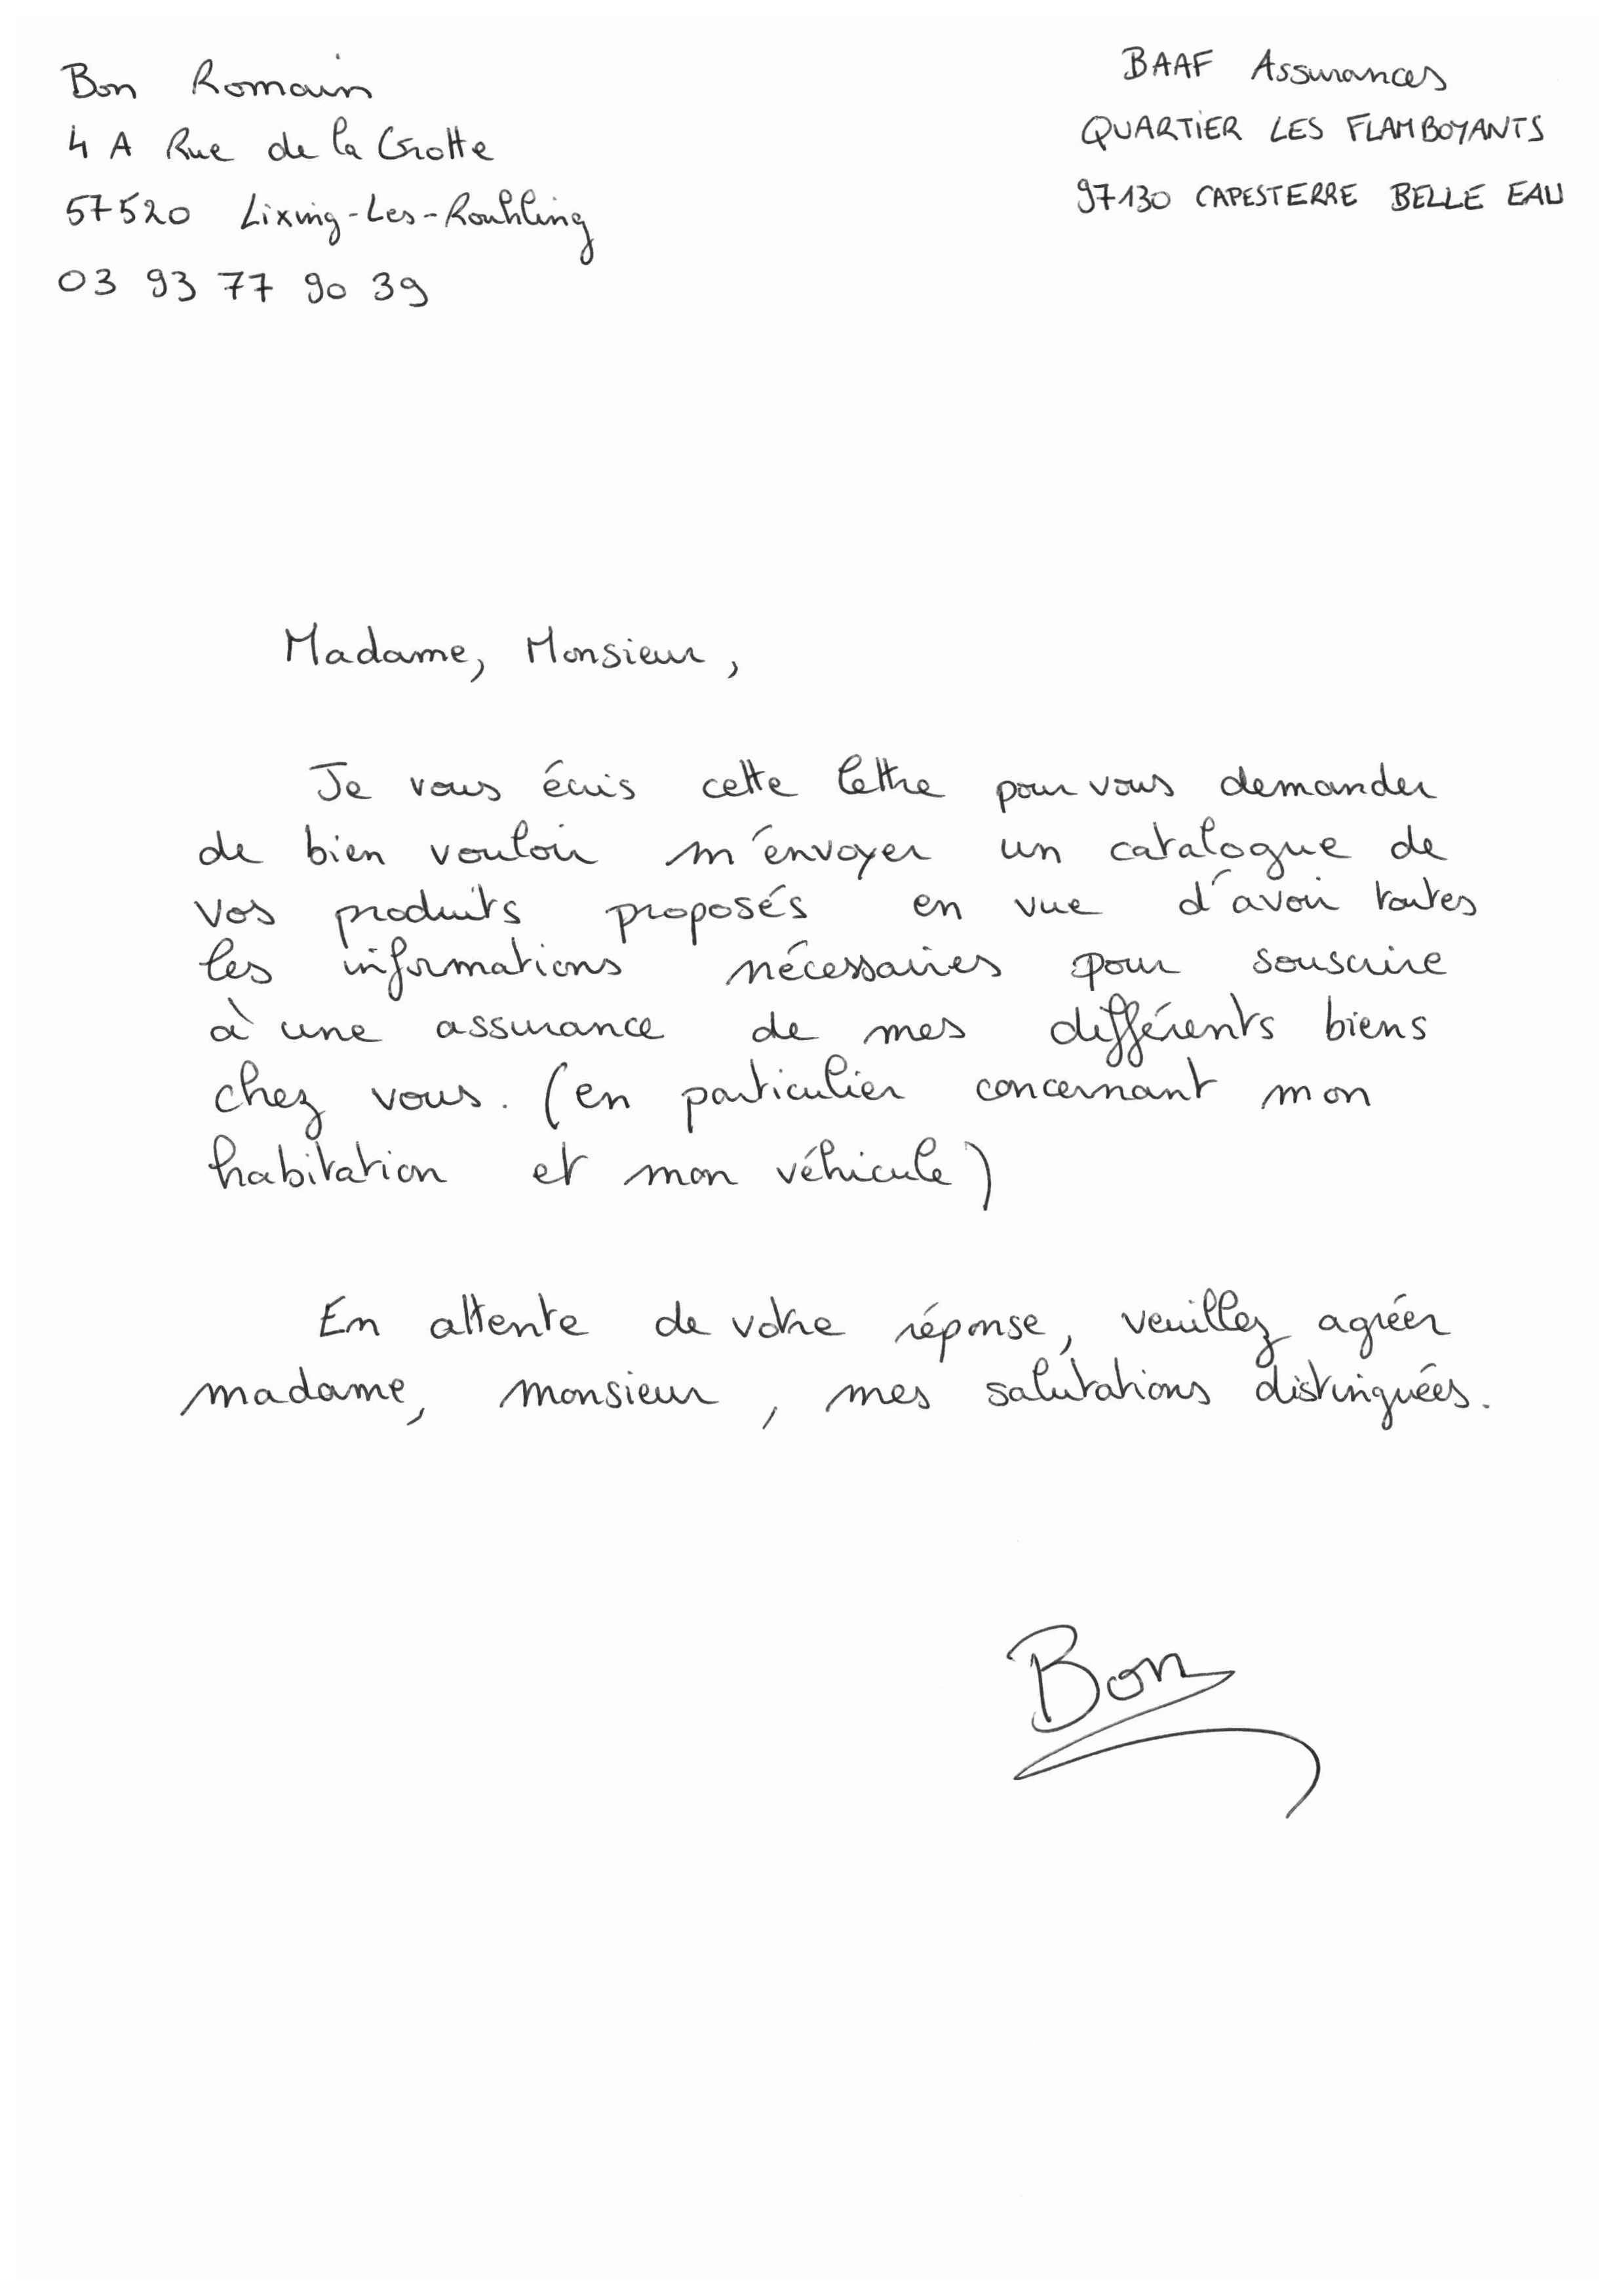 Bon Romain
4 A Rue de la Grotte
57520 Lixing-Les-Rouhling
03 93 77 90 39
BAAF Assurances
QUARTIER LES FLAMBOYANTS
97130 CAPESTERRE BELLE EAU
Madame, Monsieur,
Je vous écris cette lettre pour vous demander
de bien vouloir m'envoyer un catalogue de
vos produits proposés en vue d'avoir toutes
les informations nécessaires pour souscrire
à une assurance de mes différents biens
chez vous. (en particulier concernant mon
habitation et mon véhicule)
En attente de votre réponse, veuillez agréer
madame, monsieur, mes salutations distinguées.
Bon